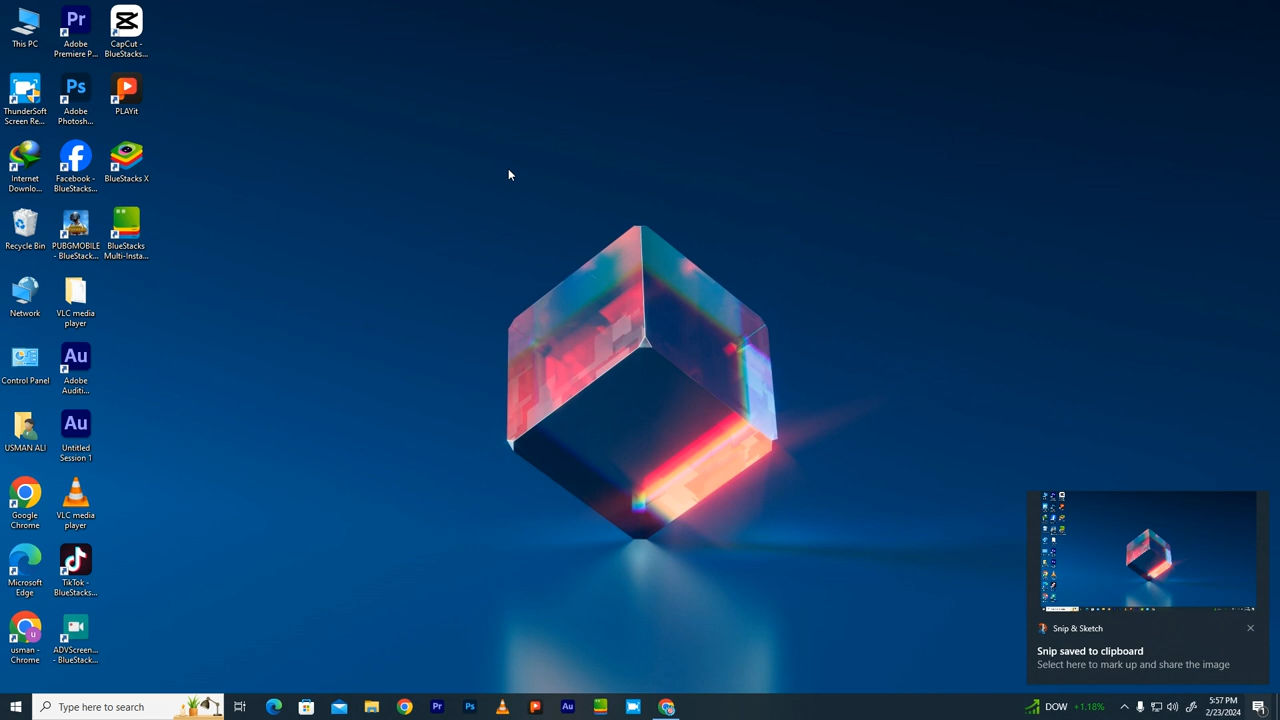 This PC
Adobe
Premiere P...
CapCut -
BlueStacks...
ThunderSoft
Screen Re...
Adobe
Photosh...
PLAYit
Internet
Downlo...
Facebook -
BlueStacks...
BlueStacks X
Recycle Bin
PUBGMOBILE
- BlueStack...
BlueStacks
Multi-Insta...
Network
VLC media
player
Control Panel
Adobe
Auditi...
USMAN ALI
Untitled
Session 1
Google
Chrome
VLC media
player
Microsoft
Edge
TikTok -
BlueStacks...
usman -
Chrome
ADVScreen...
- BlueStack...
Snip & Sketch
Snip saved to clipboard
Select here to mark up and share the image
Type here to search
DOW +1.18%
5:57 PM
2/23/2024